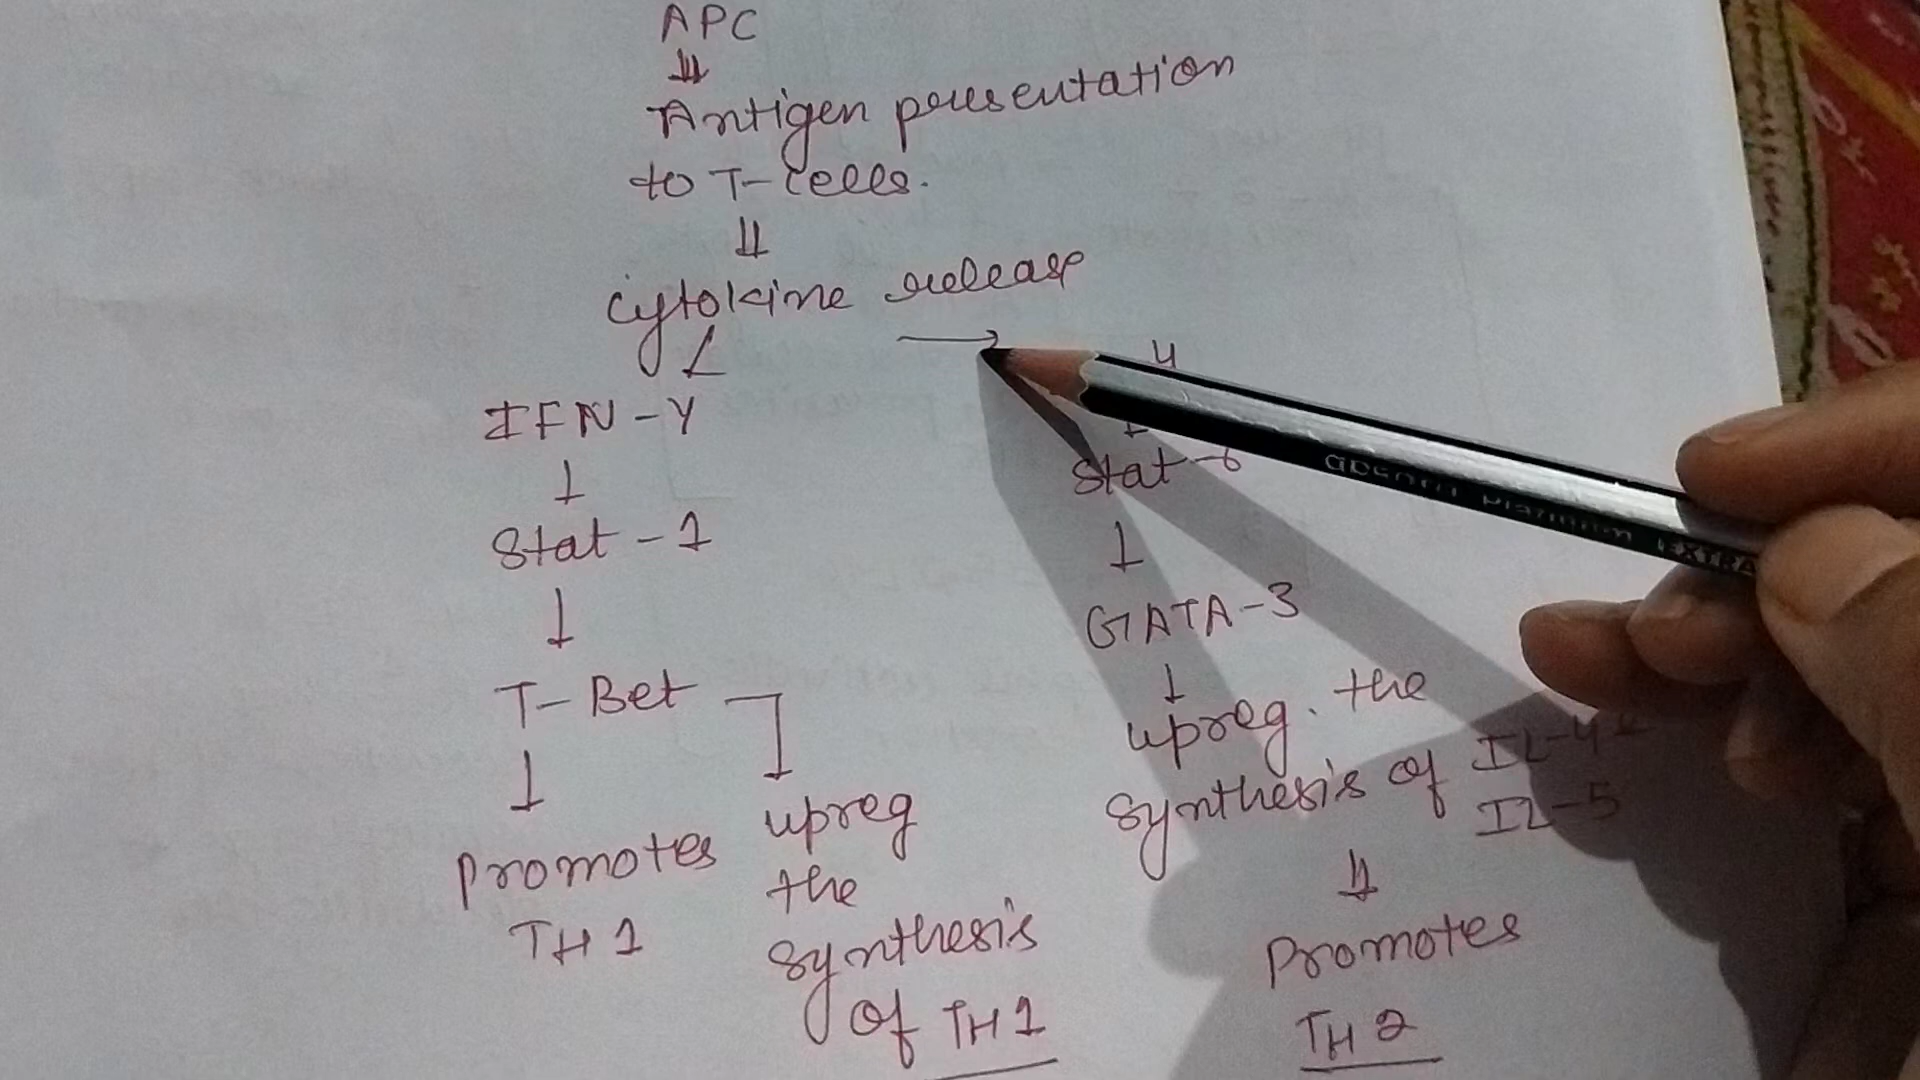 APC
Antigen presentation
to T-Cells.
Cytokine release
IFN-γ
Stat-1
T-Bet
Promotes
TH1
upreg
the
synthesis
of TH1
4
Stat-6
GATA-3
upreg. the
synthesis of IL-4
IL-5
Promotes
TH2
EXTRA